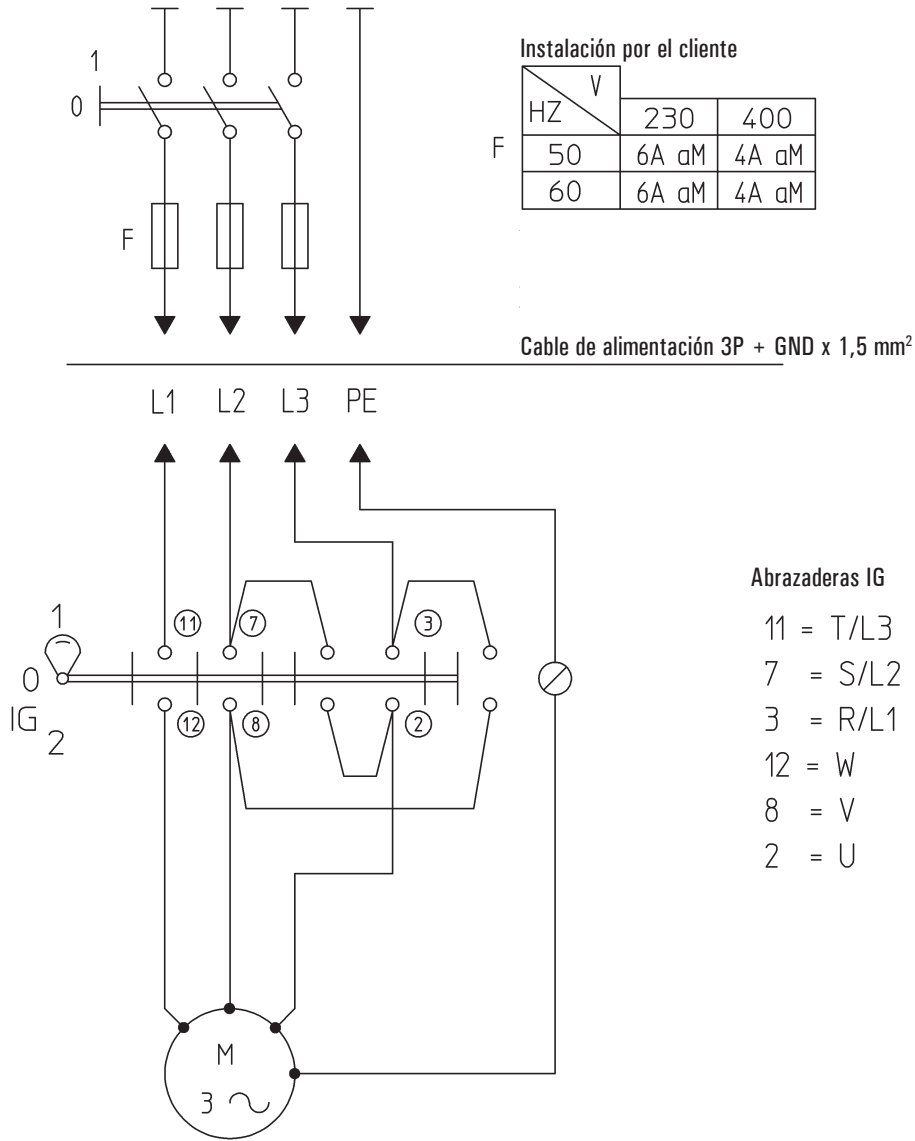 Instalación por el cliente
1
0
V
HZ
230 400
F
50 6A aM 4A aM
60 6A aM 4A aM
F
Cable de alimentación 3P + GND x 1,5 mm²
L1 L2 L3 PE
Abrazaderas IG
11 = T/L3
7 = S/L2
3 = R/L1
12 = W
8 = V
2 = U
11 7 3
1
0
IG
2
12 8 2
M
3